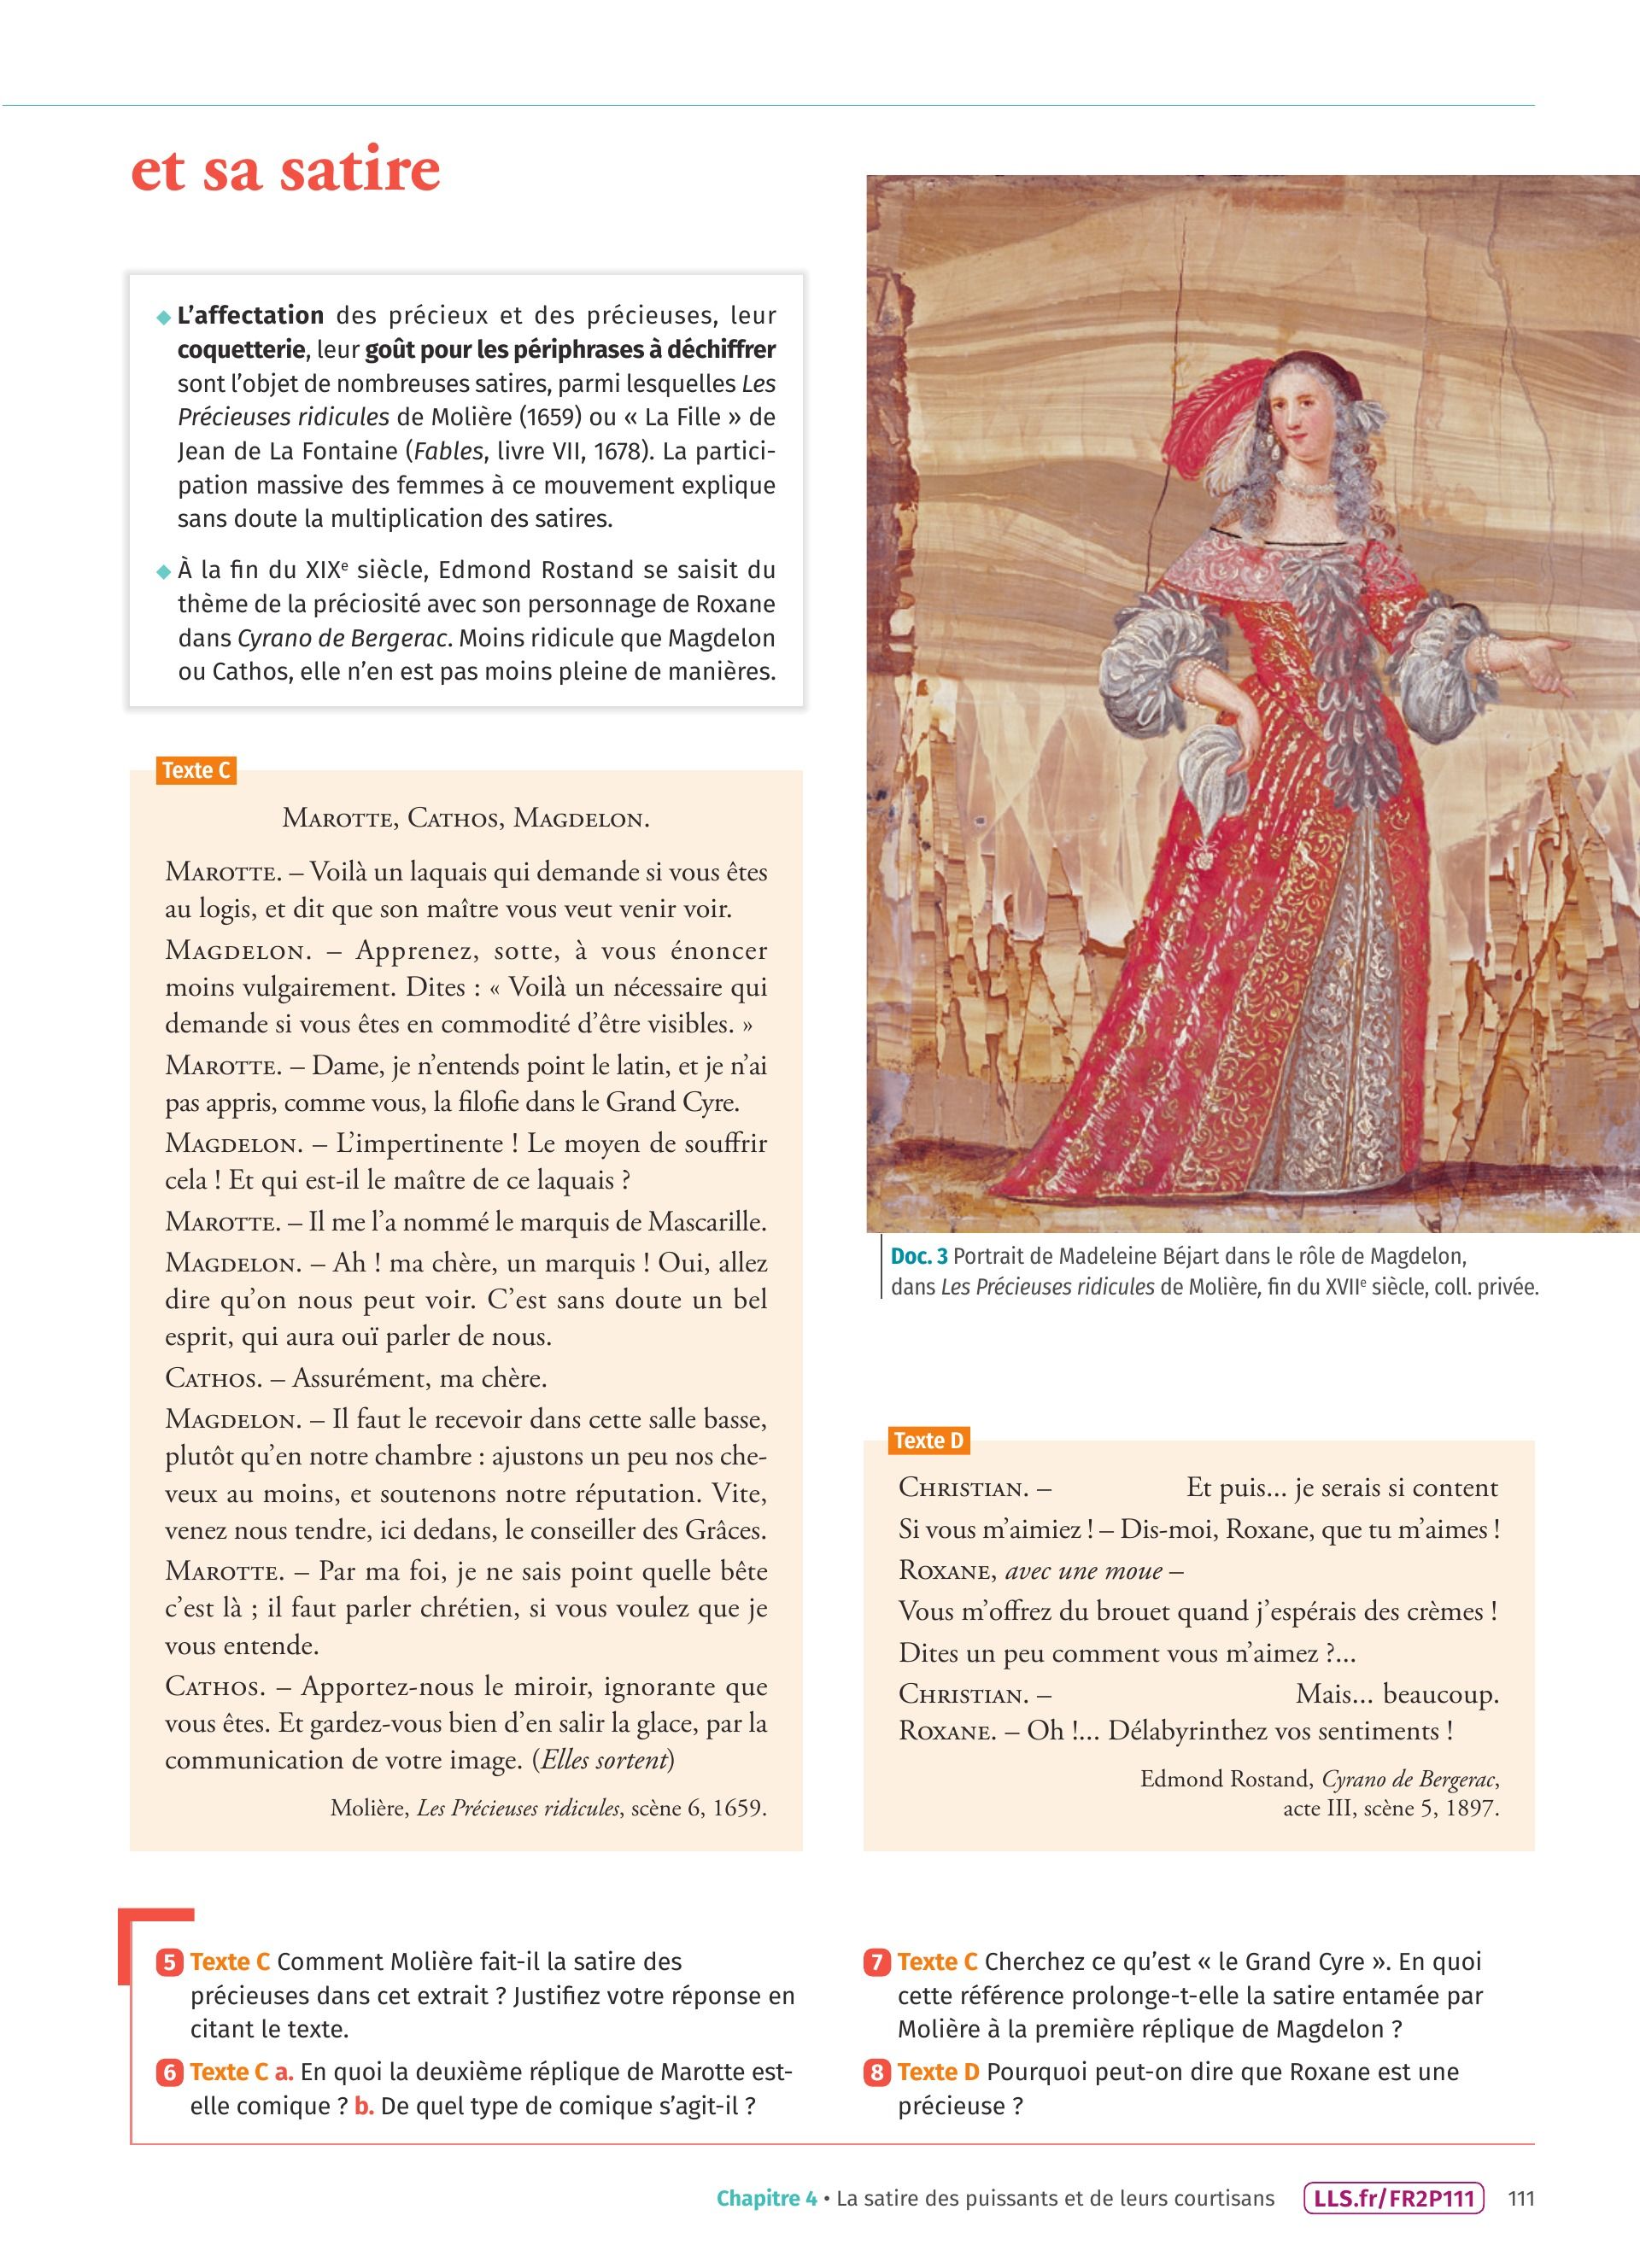 et sa satire
◆ L'affectation des précieux et des précieuses, leur
coquetterie, leur goût pour les périphrases à déchiffrer
sont l'objet de nombreuses satires, parmi lesquelles Les
Précieuses ridicules de Molière (1659) ou « La Fille » de
Jean de La Fontaine (Fables, livre VII, 1678). La partici-
pation massive des femmes à ce mouvement explique
sans doute la multiplication des satires.
◆ À la fin du XIXe siècle, Edmond Rostand se saisit du
thème de la préciosité avec son personnage de Roxane
dans Cyrano de Bergerac. Moins ridicule que Magdelon
ou Cathos, elle n'en est pas moins pleine de manières.
Texte C
Marotte, Cathos, Magdelon.
Marotte. – Voilà un laquais qui demande si vous êtes
au logis, et dit que son maître vous veut venir voir.
Magdelon. – Apprenez, sotte, à vous énoncer
moins vulgairement. Dites : « Voilà un nécessaire qui
demande si vous êtes en commodité d'être visibles. »
Marotte. – Dame, je n'entends point le latin, et je n'ai
pas appris, comme vous, la filofie dans le Grand Cyre.
Magdelon. – L'impertinente ! Le moyen de souffrir
cela ! Et qui est-il le maître de ce laquais ?
Marotte. – Il me l'a nommé le marquis de Mascarille.
Magdelon. – Ah ! ma chère, un marquis ! Oui, allez
dire qu'on nous peut voir. C'est sans doute un bel
esprit, qui aura ouï parler de nous.
Cathos. – Assurément, ma chère.
Magdelon. – Il faut le recevoir dans cette salle basse,
plutôt qu'en notre chambre : ajustons un peu nos che-
veux au moins, et soutenons notre réputation. Vite,
venez nous tendre, ici dedans, le conseiller des Grâces.
Marotte. – Par ma foi, je ne sais point quelle bête
c'est là ; il faut parler chrétien, si vous voulez que je
vous entende.
Cathos. – Apportez-nous le miroir, ignorante que
vous êtes. Et gardez-vous bien d'en salir la glace, par la
communication de votre image. (Elles sortent)
Molière, Les Précieuses ridicules, scène 6, 1659.
Doc. 3 Portrait de Madeleine Béjart dans le rôle de Magdelon,
dans Les Précieuses ridicules de Molière, fin du XVIIe siècle, coll. privée.
Texte D
Christian. – Et puis... je serais si content
Si vous m'aimiez ! – Dis-moi, Roxane, que tu m'aimes !
Roxane, avec une moue –
Vous m'offrez du brouet quand j'espérais des crèmes !
Dites un peu comment vous m'aimez ?...
Christian. – Mais... beaucoup.
Roxane. – Oh !... Délabyrinthez vos sentiments !
Edmond Rostand, Cyrano de Bergerac,
acte III, scène 5, 1897.
5 Texte C Comment Molière fait-il la satire des
précieuses dans cet extrait ? Justifiez votre réponse en
citant le texte.
6 Texte C a. En quoi la deuxième réplique de Marotte est-
elle comique ? b. De quel type de comique s'agit-il ?
7 Texte C Cherchez ce qu'est « le Grand Cyre ». En quoi
cette référence prolonge-t-elle la satire entamée par
Molière à la première réplique de Magdelon ?
8 Texte D Pourquoi peut-on dire que Roxane est une
précieuse ?
Chapitre 4 • La satire des puissants et de leurs courtisans LLS.fr/FR2P111 111